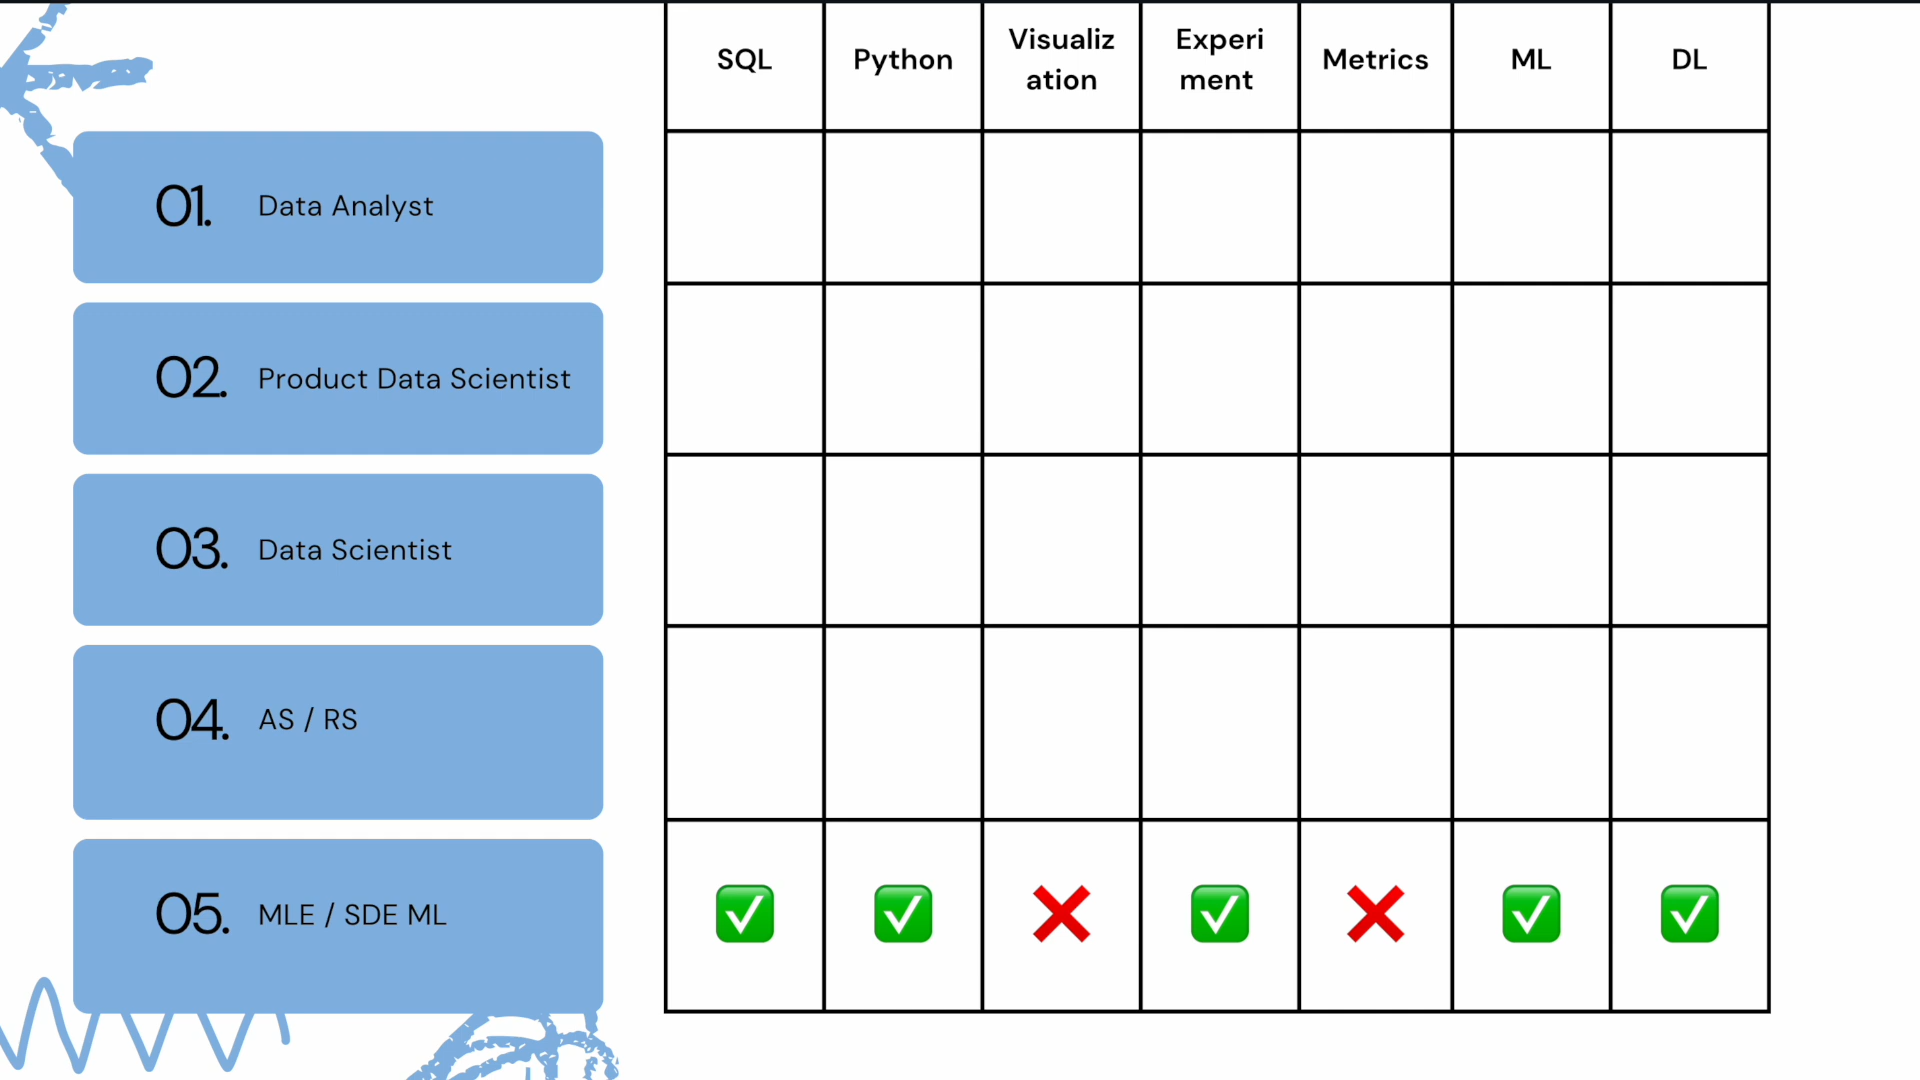 SQL
Python
Visualiz
ation
Experi
ment
Metrics
ML
DL
01. Data Analyst
02. Product Data Scientist
03. Data Scientist
04. AS / RS
05. MLE / SDE ML